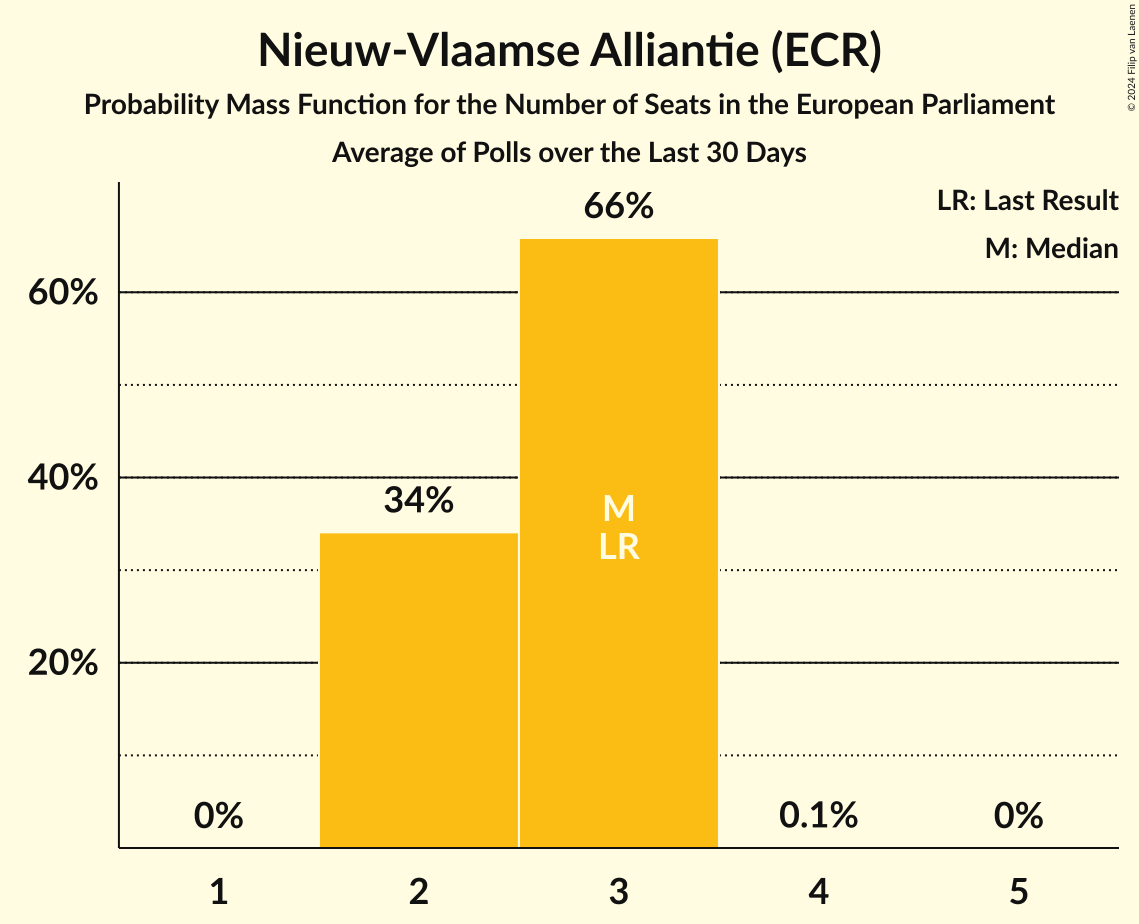 Nieuw-Vlaamse Alliantie (ECR)
Probability Mass Function for the Number of Seats in the European Parliament
Average of Polls over the Last 30 Days
© 2024 Filip van Laenen
LR: Last Result
M: Median
66%
60%
40%
34%
M
LR
20%
0%
0.1%
0%
1
2
3
4
5